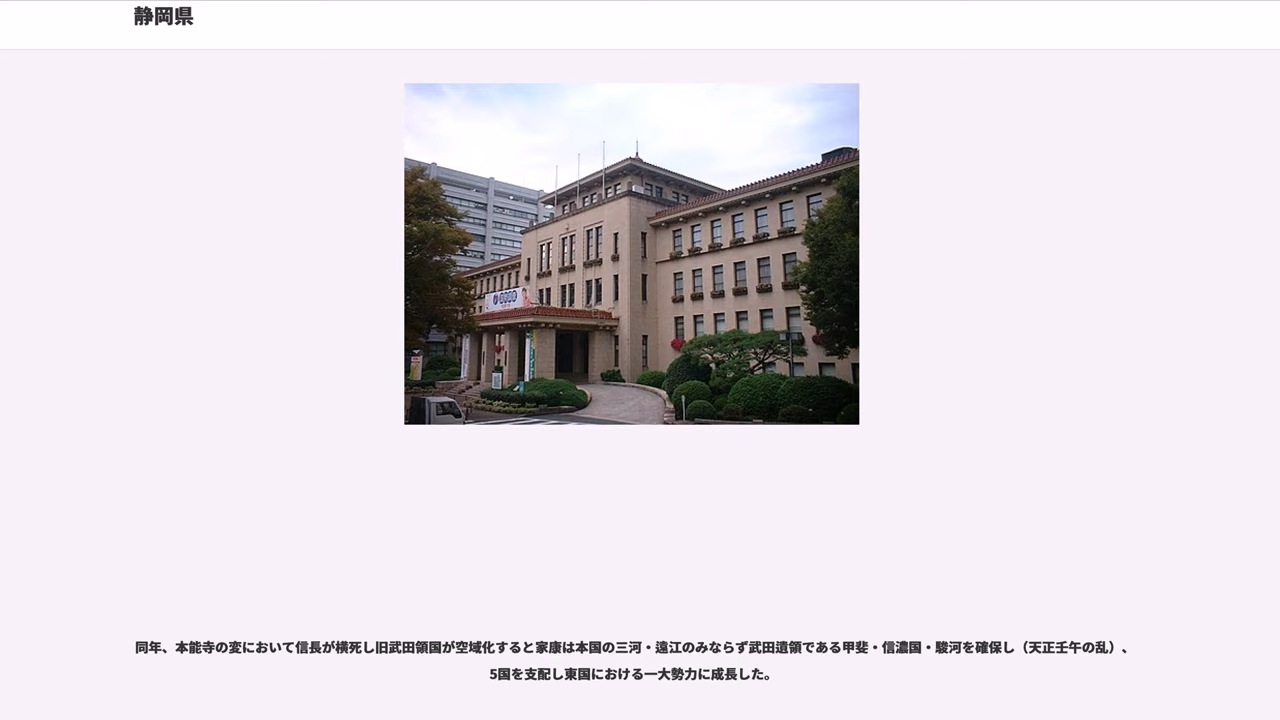 静岡県
同年、本能寺の変において信長が横死し旧武田領国が空域化すると家康は本国の三河・遠江のみならず武田遺領である甲斐・信濃国・駿河を確保し（天正壬午の乱）、
5国を支配し東国における一大勢力に成長した。